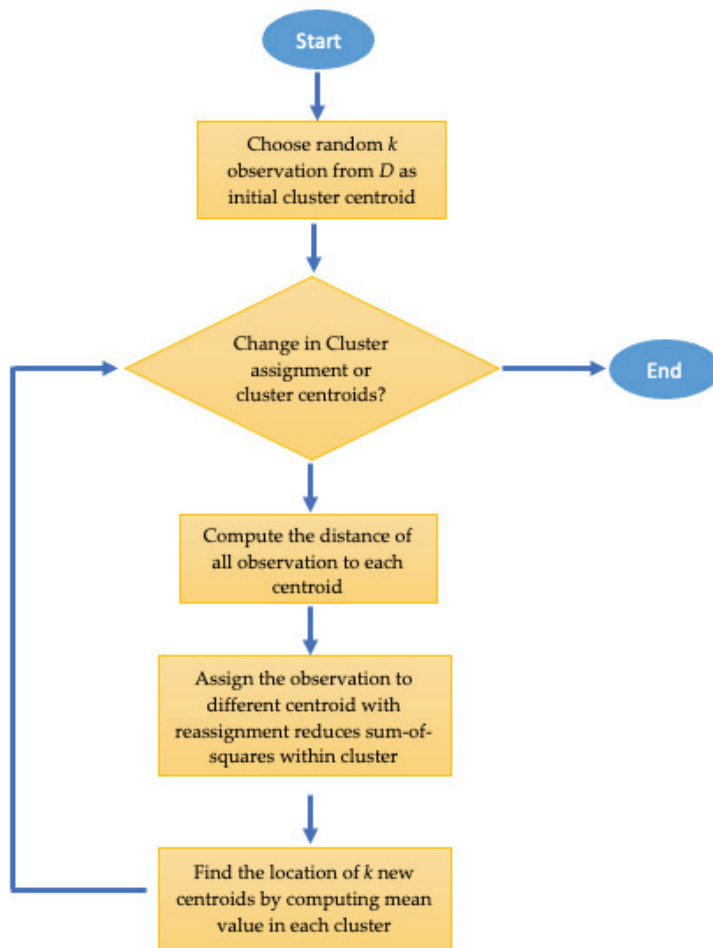 Start
Choose random k
observation from D as
initial cluster centroid
Change in Cluster
assignment or
cluster centroids?
End
Compute the distance of
all observation to each
centroid
Assign the observation to
different centroid with
reassignment reduces sum-of-
squares within cluster
Find the location of k new
centroids by computing mean
value in each cluster